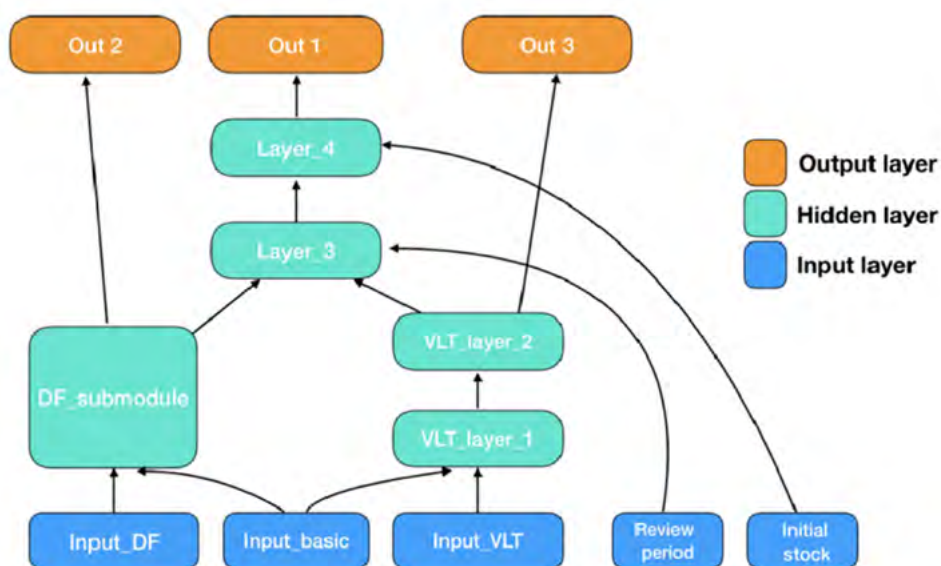 Out 2
Out 1
Out 3
Layer_4
Output layer
Hidden layer
Layer_3
Input layer
VLT_layer_2
DF_submodule
VLT_layer_1
Input_DF
Input_basic
Input_VLT
Review
period
Initial
stock